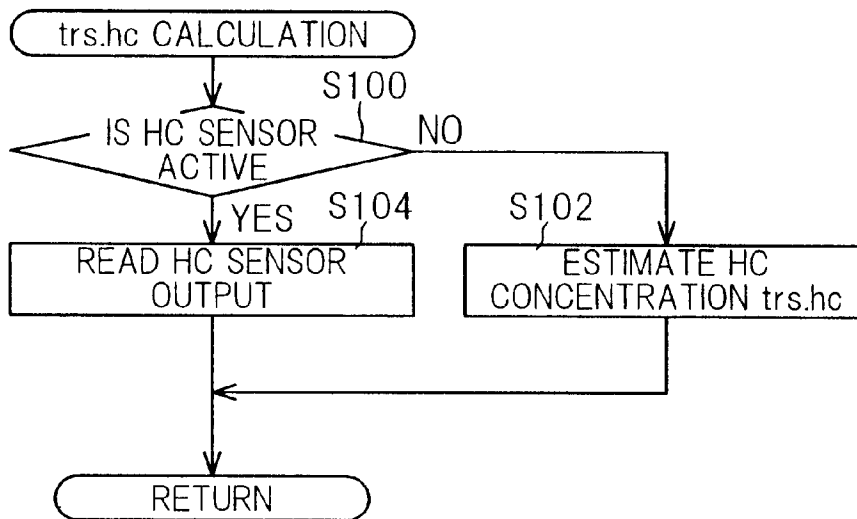 trs.hc CALCULATION
S100
IS HC SENSOR
ACTIVE
NO
YES
S104
READ HC SENSOR
OUTPUT
S102
ESTIMATE HC
CONCENTRATION trs.hc
RETURN